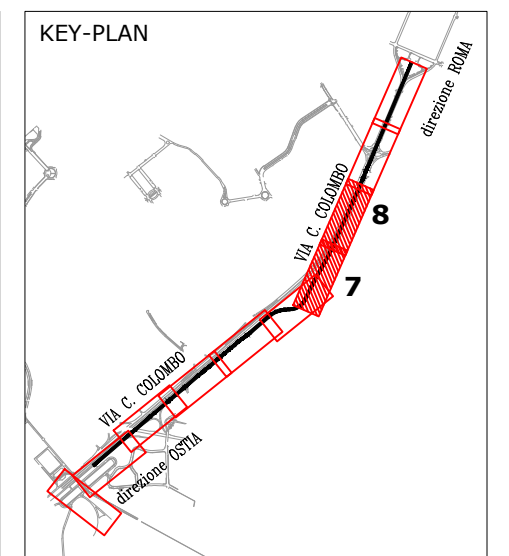 KEY-PLAN
direzione ROMA
VIA C. COLOMBO
8
7
VIA C. COLOMBO
direzione OSTIA